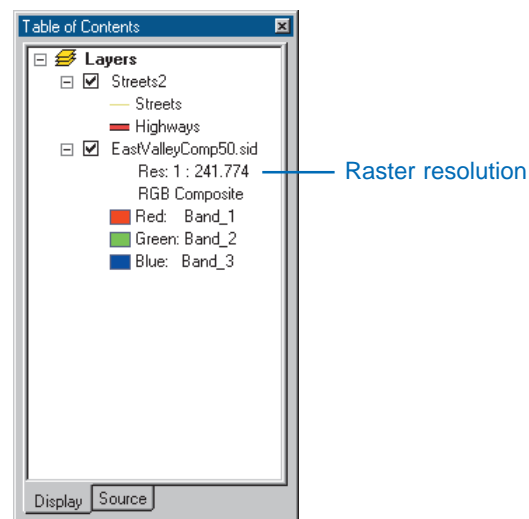 Table of Contents
Layers
Streets2
Streets
Highways
EastValleyComp50.sid
Res: 1 : 241.774
Raster resolution
RGB Composite
Red: Band_1
Green: Band_2
Blue: Band_3
Display
Source